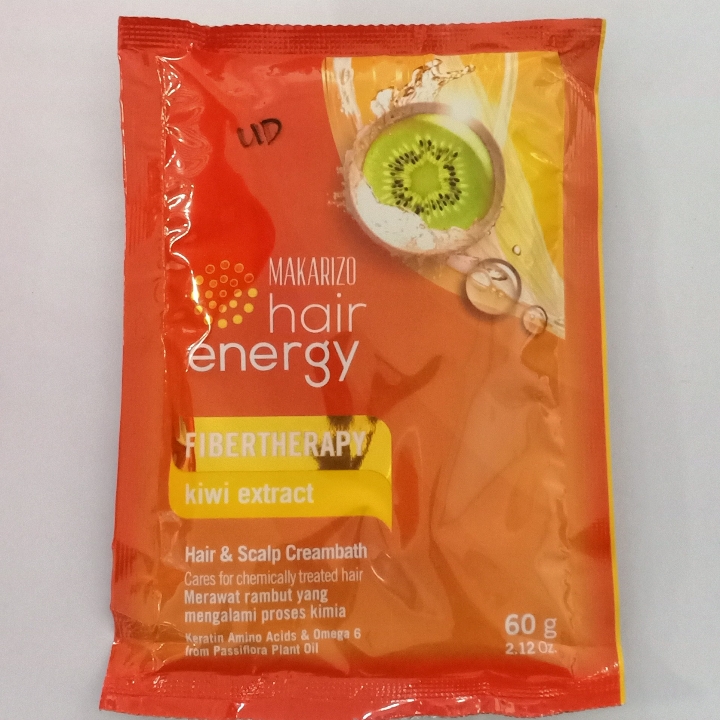 UD
MAKARIZO
hair
energy
FIBERTHERAPY
kiwi extract
Hair & Scalp Creambath
Cares for chemically treated hair
Merawat rambut yang
mengalami proses kimia
Keratin Amino Acids & Omega 6
from Passiflora Plant Oil
60 g
2.12 Oz.